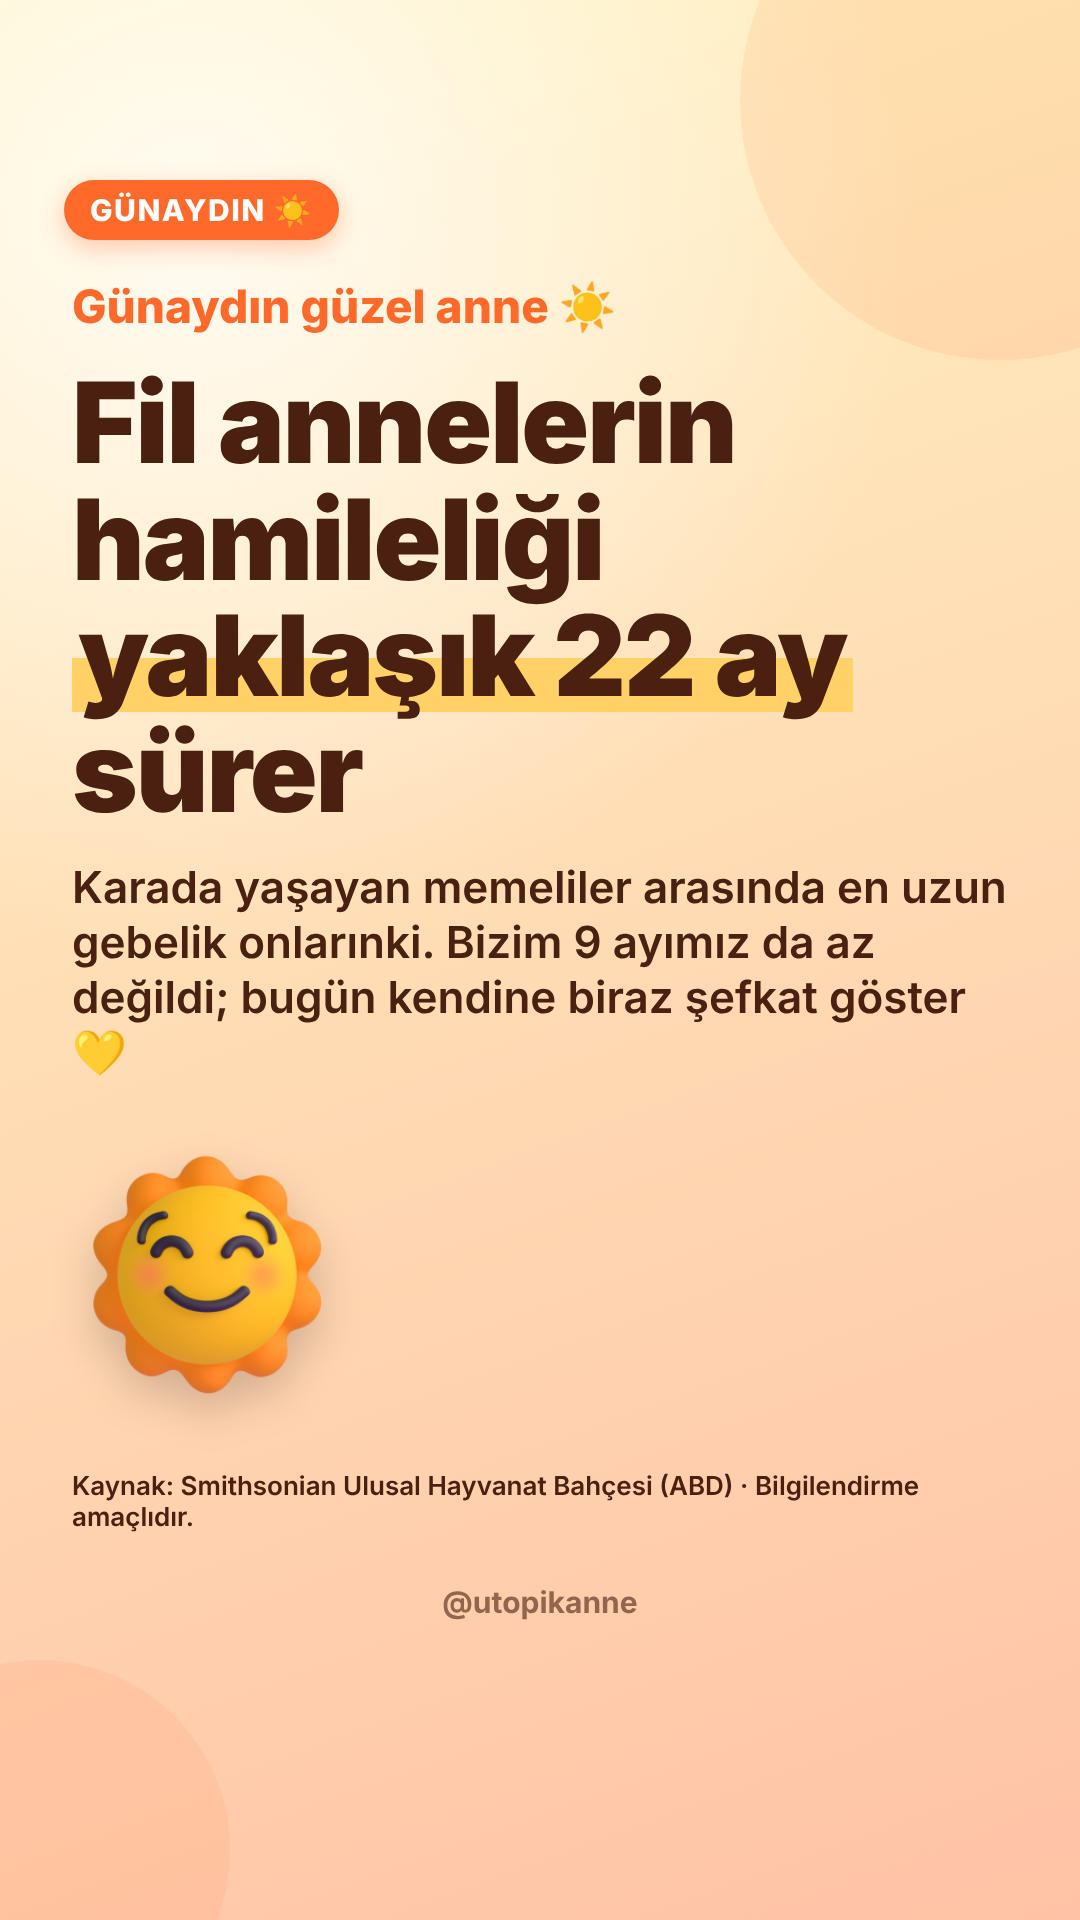 GÜNAYDIN ☀️
Günaydın güzel anne ☀️
Fil annelerin
hamileliği
yaklaşık 22 ay
sürer
Karada yaşayan memeliler arasında en uzun
gebelik onlarınki. Bizim 9 ayımız da az
değildi; bugün kendine biraz şefkat göster
💛
Kaynak: Smithsonian Ulusal Hayvanat Bahçesi (ABD) · Bilgilendirme
amaçlıdır.
@utopikanne